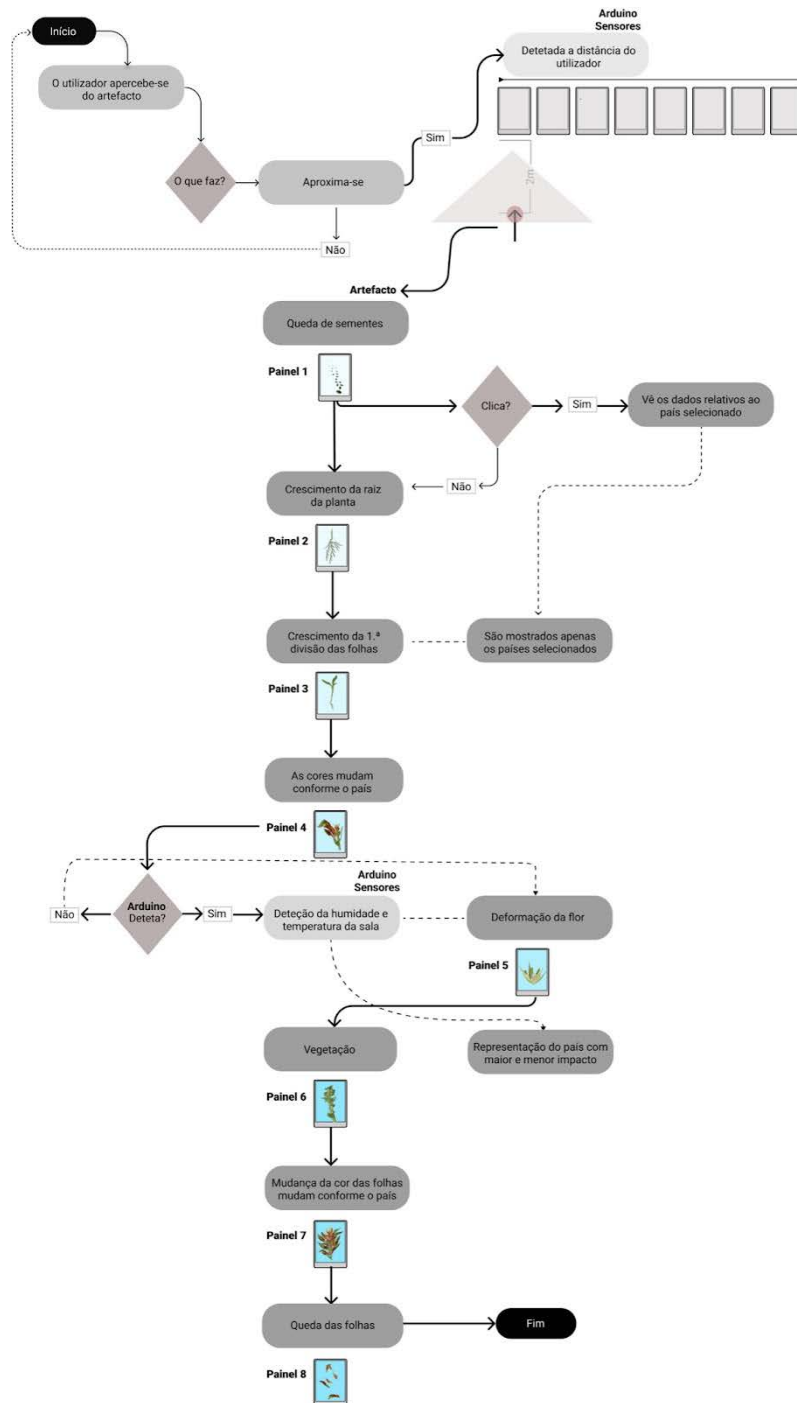 Início
O utilizador apercebe-se
do artefacto
O que faz?
Aproxima-se
Sim
Não
Arduino
Sensores
Detetada a distância do
utilizador
2m
Artefacto
Queda de sementes
Painel 1
Clica?
Sim
Vê os dados relativos ao
país selecionado
Não
Crescimento da raiz
da planta
Painel 2
Crescimento da 1.ª
divisão das folhas
São mostrados apenas
os países selecionados
Painel 3
As cores mudam
conforme o país
Painel 4
Arduino
Deteta?
Não
Sim
Arduino
Sensores
Deteção da humidade e
temperatura da sala
Deformação da flor
Painel 5
Vegetação
Representação do país com
maior e menor impacto
Painel 6
Mudança da cor das folhas
mudam conforme o país
Painel 7
Queda das folhas
Fim
Painel 8